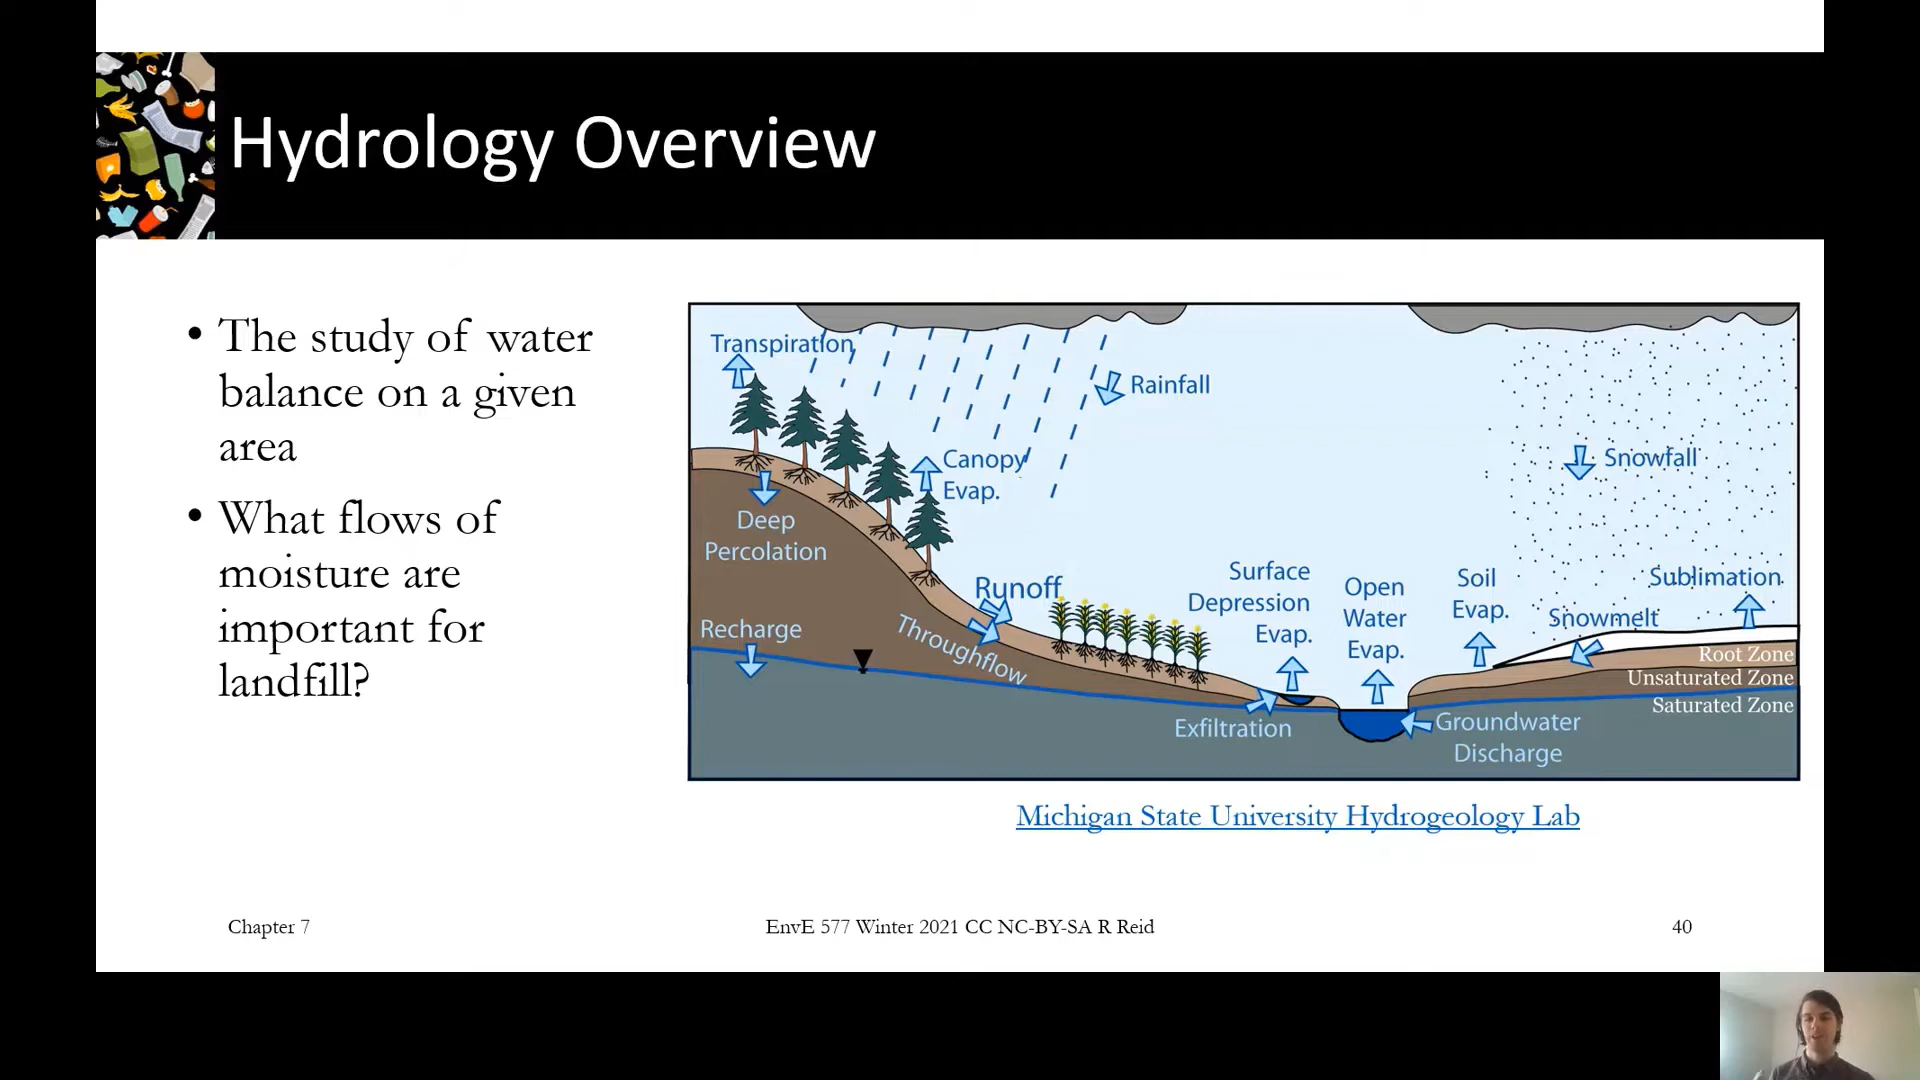 Hydrology Overview
• The study of water
balance on a given
area
• What flows of
moisture are
important for
landfill?
Transpiration
Rainfall
Canopy
Evap.
Snowfall
Deep
Percolation
Runoff
Surface
Depression
Evap.
Open
Water
Evap.
Soil
Evap.
Sublimation
Snowmelt
Recharge
Throughflow
Root Zone
Unsaturated Zone
Saturated Zone
Exfiltration
Groundwater
Discharge
Michigan State University Hydrogeology Lab
Chapter 7
EnvE 577 Winter 2021 CC NC-BY-SA R Reid
40